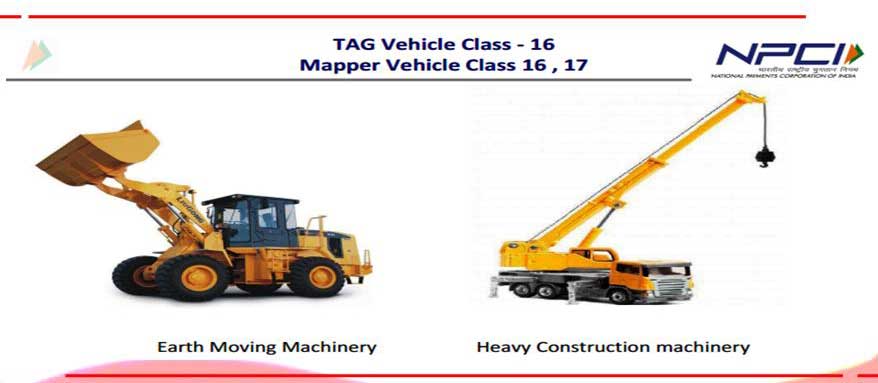 TAG Vehicle Class - 16
Mapper Vehicle Class 16 , 17
NPCI
भारतीय राष्ट्रीय भुगतान निगम
NATIONAL PAYMENTS CORPORATION OF INDIA
Earth Moving Machinery
Heavy Construction machinery